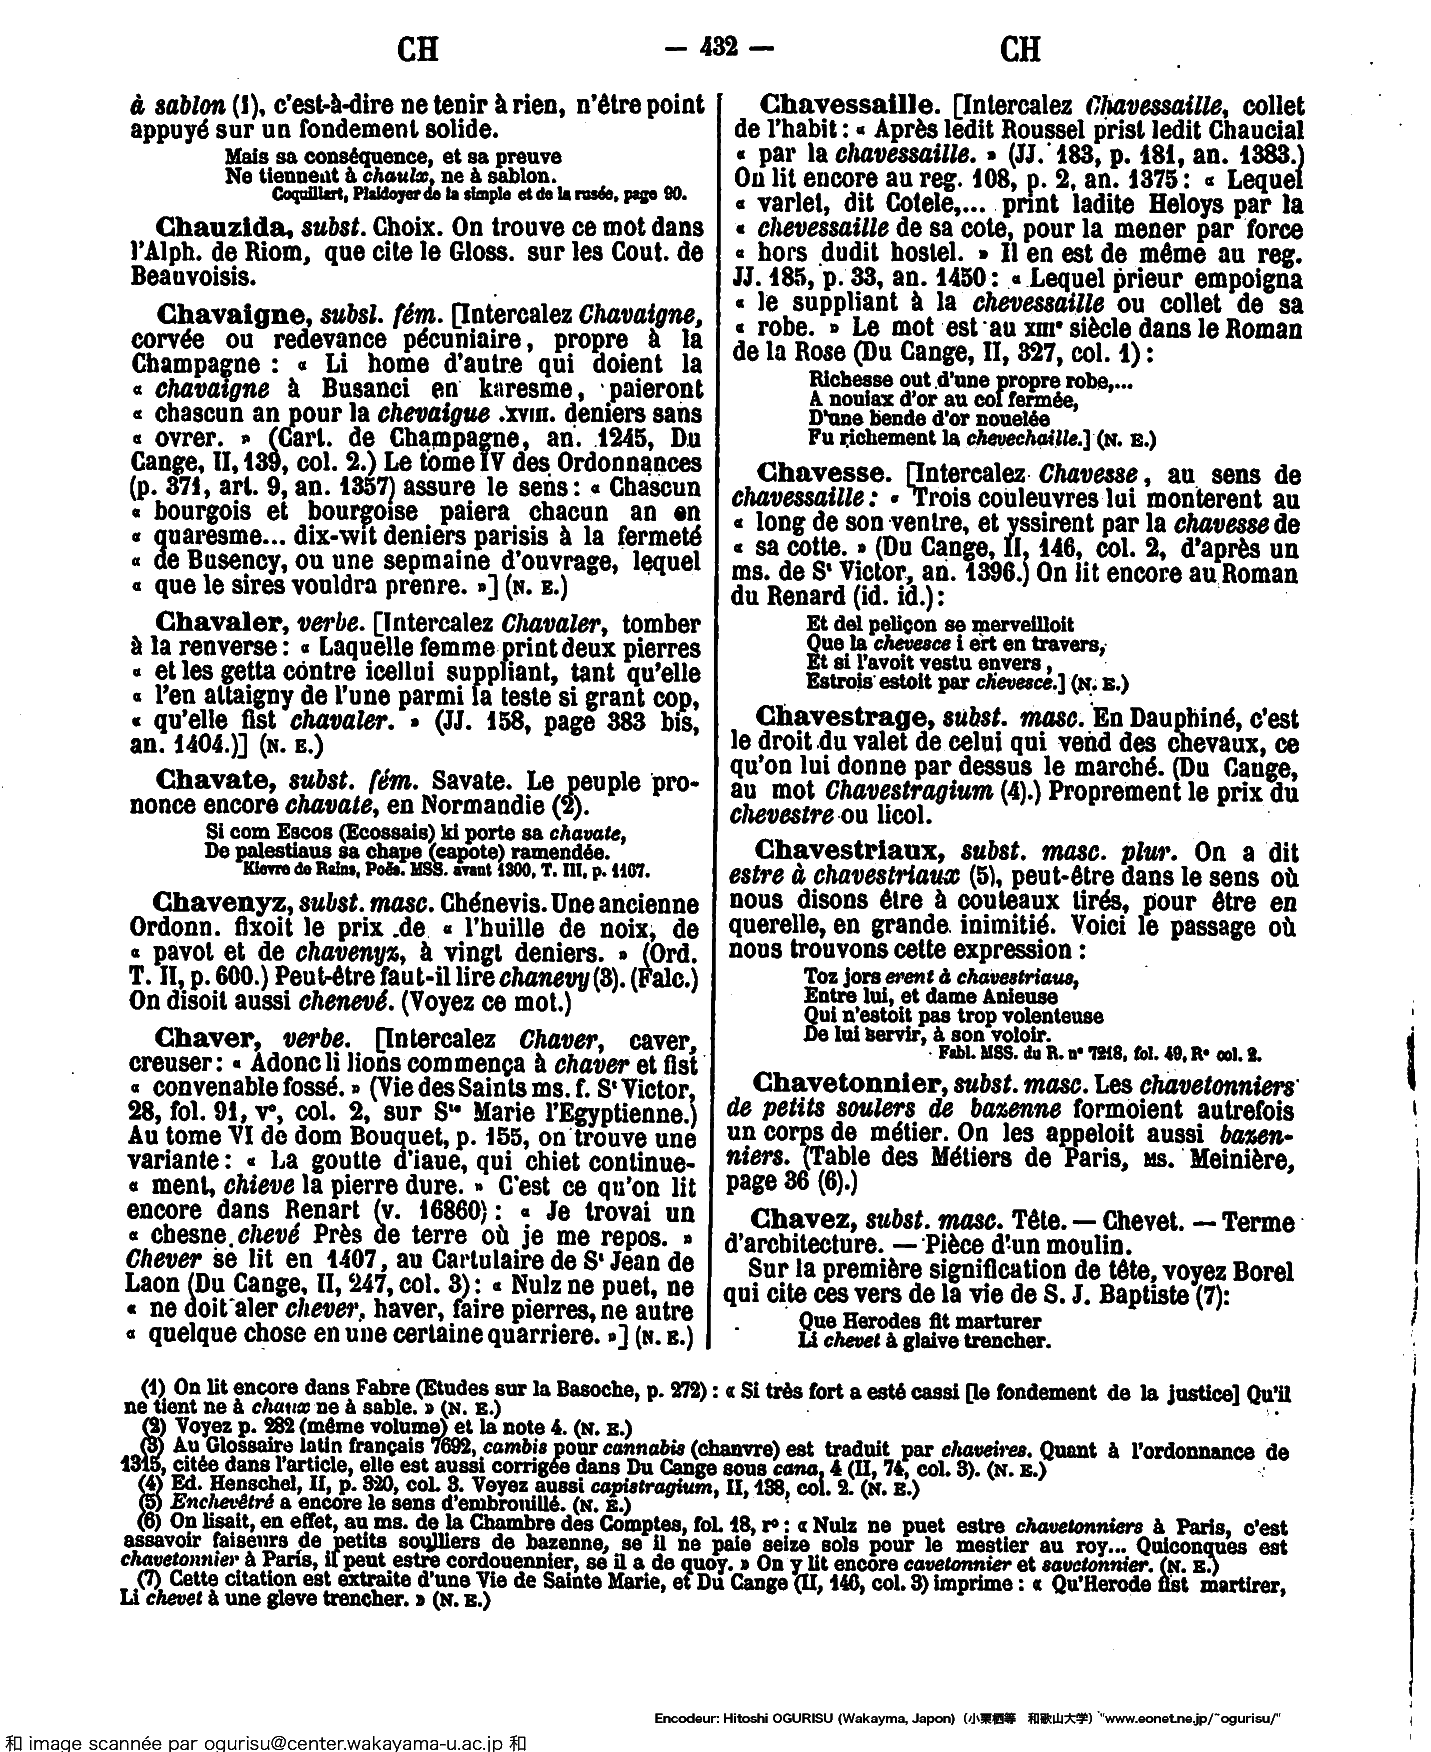 CH
— 432 —
CH
à sablon (1), c'est-à-dire ne tenir à rien, n'être point
appuyé sur un fondement solide.
Mais sa conséquence, et sa preuve
Ne tiennent à chaulx, ne à sablon.
Coquillart, Plaidoyer de la simple et de la rusée, page 90.
Chauzida, subst. Choix. On trouve ce mot dans
l'Alph. de Riom, que cite le Gloss. sur les Cout. de
Beauvoisis.
Chavaigne, subst. fém. [Intercalez Chavaigne,
corvée ou redevance pécuniaire, propre à la
Champagne : « Li home d'autre qui doient la
« chavaigne à Busanci en karesme, paieront
« chascun an pour la chevaigue .xvIII. deniers sans
« ovrer. » (Cart. de Champagne, an. 1245, Du
Cange, II, 139, col. 2.) Le tome IV des Ordonnances
(p. 371, art. 9, an. 1357) assure le sens : « Chascun
« bourgois et bourgoise paiera chacun an en
« quaresme... dix-wit deniers parisis à la fermeté
« de Busency, ou une sepmaine d'ouvrage, lequel
« que le sires vouldra prenre. »] (N. E.)
Chavaler, verbe. [Intercalez Chavaler, tomber
à la renverse : « Laquelle femme print deux pierres
« et les getta contre icellui suppliant, tant qu'elle
« l'en attaigny de l'une parmi la teste si grant cop,
« qu'elle fist chavaler. » (JJ. 158, page 383 bis,
an. 1404.)] (N. E.)
Chavate, subst. fém. Savate. Le peuple pro-
nonce encore chavate, en Normandie (2).
Si com Escos (Ecossais) ki porte sa chavate,
De palestiaus sa chape (capote) ramendée.
Kievre de Rains, Poës. MSS. avant 1300, T. III, p. 1107.
Chavenyz, subst. masc. Chénevis. Une ancienne
Ordonn. fixoit le prix de « l'huille de noix, de
« pavot et de chavenyz, à vingt deniers. » (Ord.
T. II, p. 600.) Peut-être faut-il lire chanevy (3). (Falc.)
On disoit aussi chenevé. (Voyez ce mot.)
Chaver, verbe. [Intercalez Chaver, caver,
creuser : « Adonc li lions commença à chaver et fist
« convenable fossé. » (Vie des Saints ms. f. St Victor,
28, fol. 91, v°, col. 2, sur Ste Marie l'Egyptienne.)
Au tome VI de dom Bouquet, p. 155, on trouve une
variante : « La goutte d'iaue, qui chiet continue-
« ment, chieve la pierre dure. » C'est ce qu'on lit
encore dans Renart (v. 16860) : « Je trovai un
« chesne chevé Près de terre où je me repos. »
Chever se lit en 1407, au Cartulaire de St Jean de
Laon (Du Cange, II, 247, col. 3) : « Nulz ne puet, ne
« ne doit aler chever, haver, faire pierres, ne autre
« quelque chose en une certaine quarriere. »] (N. E.)
Chavessaille. [Intercalez Chavessaille, collet
de l'habit : « Après ledit Roussel prist ledit Chaucial
« par la chavessaille. » (JJ. 183, p. 181, an. 1383.)
On lit encore au reg. 108, p. 2, an. 1375 : « Lequel
« varlet, dit Cotele,... print ladite Heloys par la
« chevessaille de sa cote, pour la mener par force
« hors dudit hostel. » Il en est de même au reg.
JJ. 185, p. 33, an. 1450 : « Lequel prieur empoigna
« le suppliant à la chevessaille ou collet de sa
« robe. » Le mot est au XIIIe siècle dans le Roman
de la Rose (Du Cange, II, 327, col. 1) :
Richesse out d'une propre robe,...
A nouiax d'or au col fermée,
D'une bende d'or nouelée
Fu richement la chevechaille.] (N. E.)
Chavesse. [Intercalez Chavesse, au sens de
chavessaille : « Trois couleuvres lui monterent au
« long de son ventre, et yssirent par la chavesse de
« sa cotte. » (Du Cange, II, 146, col. 2, d'après un
ms. de St Victor, an. 1396.) On lit encore au Roman
du Renard (id. id.) :
Et del peliçon se merveilloit
Que la chevesce i ert en travers,
Et si l'avoit vestu envers,
Estrois estoit par chevesce.] (N. E.)
Chavestrage, subst. masc. En Dauphiné, c'est
le droit du valet de celui qui vend des chevaux, ce
qu'on lui donne par dessus le marché. (Du Cange,
au mot Chavestragium (4).) Proprement le prix du
chevestre ou licol.
Chavestriaux, subst. masc. plur. On a dit
estre à chavestriaux (5), peut-être dans le sens où
nous disons être à couteaux tirés, pour être en
querelle, en grande inimitié. Voici le passage où
nous trouvons cette expression :
Toz jors erent à chavestriaus,
Entre lui, et dame Anieuse
Qui n'estoit pas trop volenteuse
De lui servir, à son voloir.
Fabl. MSS. du R. n° 7218, fol. 49, R° col. 2.
Chavetonnier, subst. masc. Les chavetonniers
de petits soulers de bazenne formoient autrefois
un corps de métier. On les appeloit aussi bazen-
niers. (Table des Métiers de Paris, MS. Meinière,
page 36 (6).)
Chavez, subst. masc. Tête. — Chevet. — Terme
d'architecture. — Pièce d'un moulin.
Sur la première signification de tête, voyez Borel
qui cite ces vers de la vie de S. J. Baptiste (7):
Que Herodes fit marturer
Li chevet à glaive trencher.
(1) On lit encore dans Fabre (Etudes sur la Basoche, p. 272) : « Si très fort a esté cassi [le fondement de la justice] Qu'il
ne tient ne à chaux ne à sable. » (N. E.)
(2) Voyez p. 282 (même volume) et la note 4. (N. E.)
(3) Au Glossaire latin français 7692, cambis pour cannabis (chanvre) est traduit par chaveires. Quant à l'ordonnance de
1315, citée dans l'article, elle est aussi corrigée dans Du Cange sous cana, 4 (II, 74, col. 3). (N. E.)
(4) Ed. Henschel, II, p. 320, col. 3. Voyez aussi capistragium, II, 138, col. 2. (N. E.)
(5) Enchevêtré a encore le sens d'embrouillé. (N. E.)
(6) On lisait, en effet, au ms. de la Chambre des Comptes, fol. 18, r° : « Nulz ne puet estre chavetonniers à Paris, c'est
assavoir faiseurs de petits soulliers de bazenne, se il ne paie seize sols pour le mestier au roy... Quiconques est
chavetonnier à Paris, il peut estre cordouennier, se il a de quoy. » On y lit encore cavetonnier et savetonnier. (N. E.)
(7) Cette citation est extraite d'une Vie de Sainte Marie, et Du Cange (II, 146, col. 3) imprime : « Qu'Herode fist martirer,
Li chevet à une gleve trencher. » (N. E.)
Encodeur: Hitoshi OGURISU (Wakayma, Japon) (小栗栖等 和歌山大学) "www.eonet.ne.jp/~ogurisu/"
和 image scannée par ogurisu@center.wakayama-u.ac.jp 和